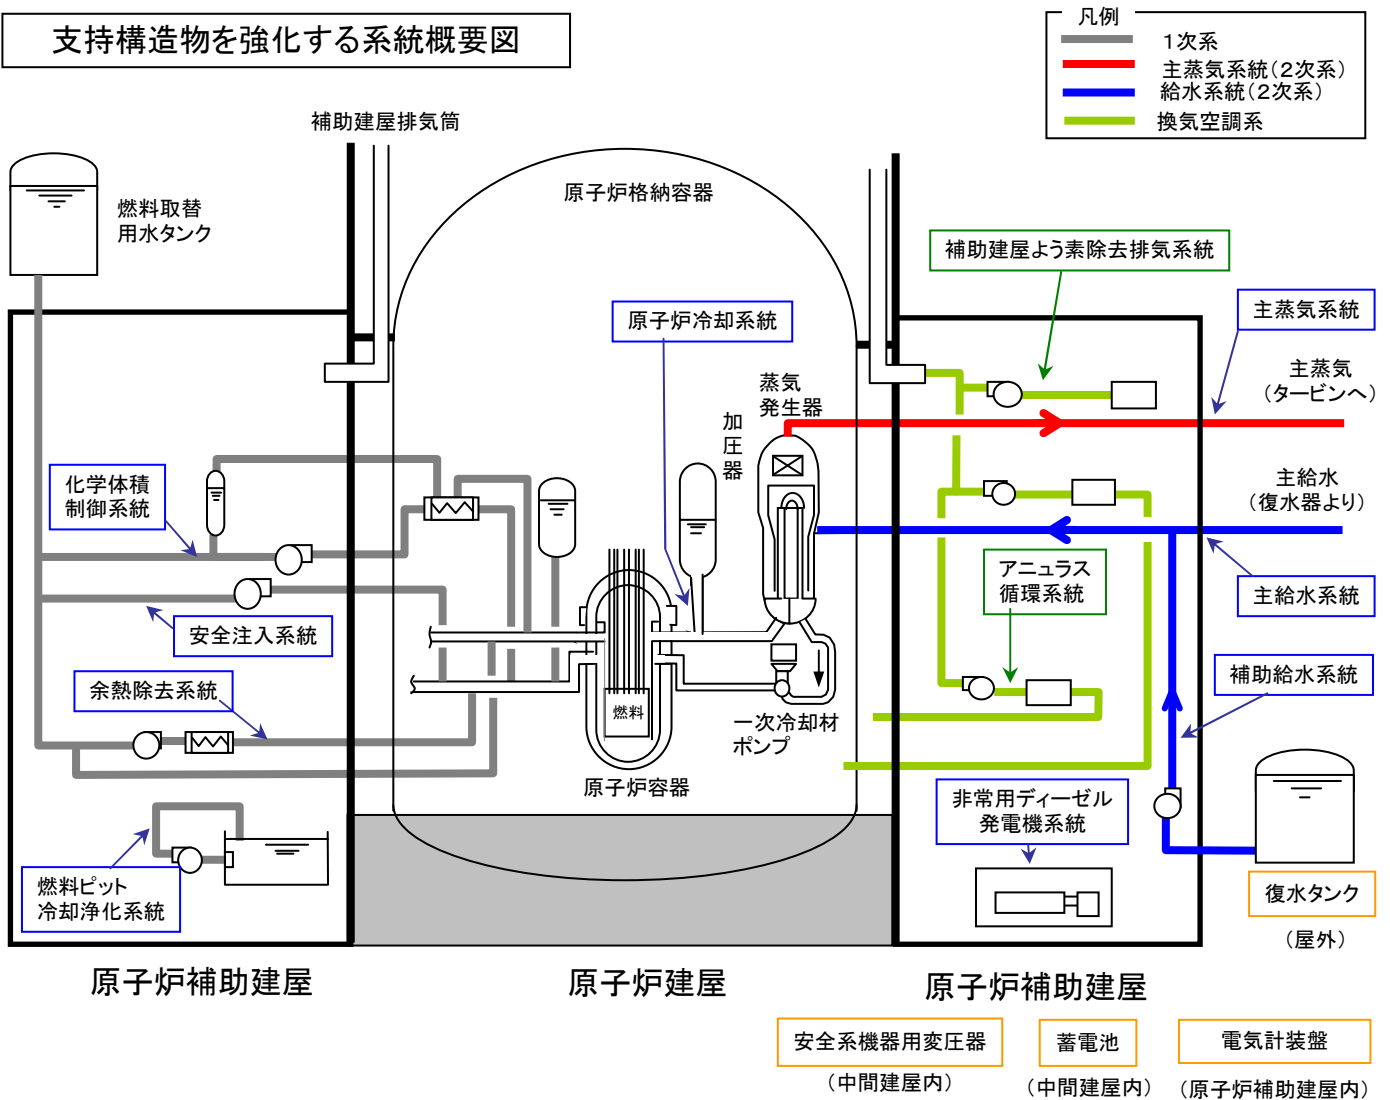 支持構造物を強化する系統概要図
凡例
1次系
主蒸気系統(2次系)
給水系統(2次系)
換気空調系
補助建屋排気筒
原子炉格納容器
燃料取替
用水タンク
補助建屋よう素除去排気系統
原子炉冷却系統
主蒸気系統
主蒸気
(タービンへ)
蒸気
発生器
加
圧
器
化学体積
制御系統
主給水
(復水器より)
アニュラス
循環系統
主給水系統
安全注入系統
余熱除去系統
補助給水系統
燃料
一次冷却材
ポンプ
原子炉容器
非常用ディーゼル
発電機系統
燃料ピット
冷却浄化系統
復水タンク
(屋外)
原子炉補助建屋
原子炉建屋
原子炉補助建屋
安全系機器用変圧器
(中間建屋内)
蓄電池
(中間建屋内)
電気計装盤
(原子炉補助建屋内)